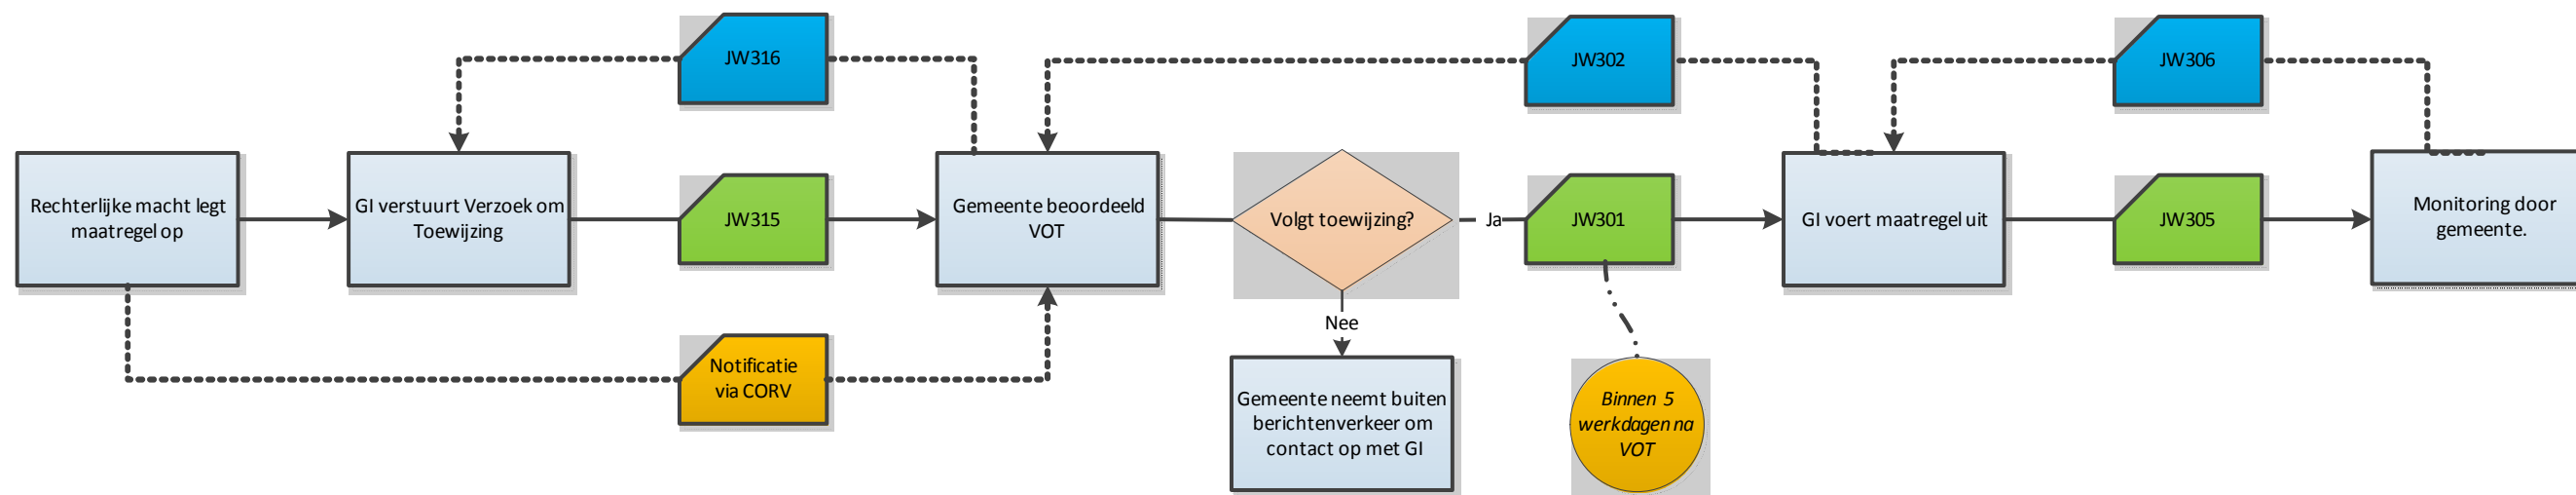 JW316
JW302
JW306
Rechterlijke macht legt
maatregel op
GI verstuurt Verzoek om
Toewijzing
JW315
Gemeente beoordeeld
VOT
Volgt toewijzing?
Ja
JW301
GI voert maatregel uit
JW305
Monitoring door
gemeente.
Nee
Notificatie
via CORV
Gemeente neemt buiten
berichtenverkeer om
contact op met GI
Binnen 5
werkdagen na
VOT